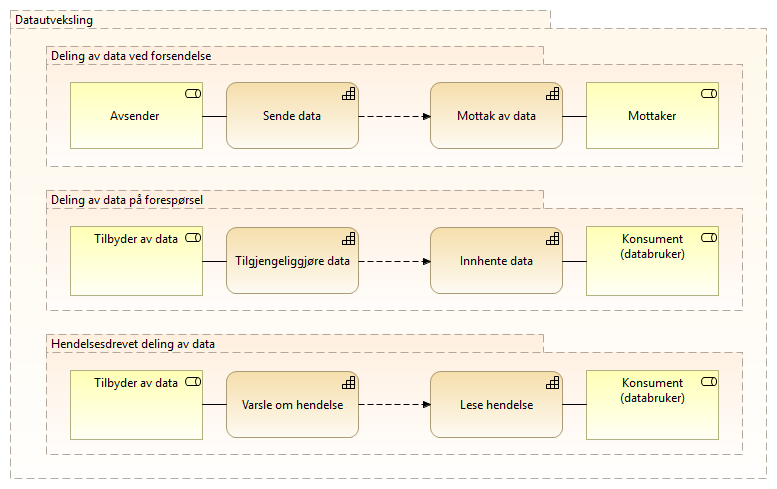 Datautveksling
Deling av data ved forsendelse
Avsender
Sende data
Mottak av data
Mottaker
Deling av data på forespørsel
Tilbyder av data
Tilgjengeliggjøre data
Innhente data
Konsument
(databruker)
Hendelsesdrevet deling av data
Tilbyder av data
Varsle om hendelse
Lese hendelse
Konsument
(databruker)